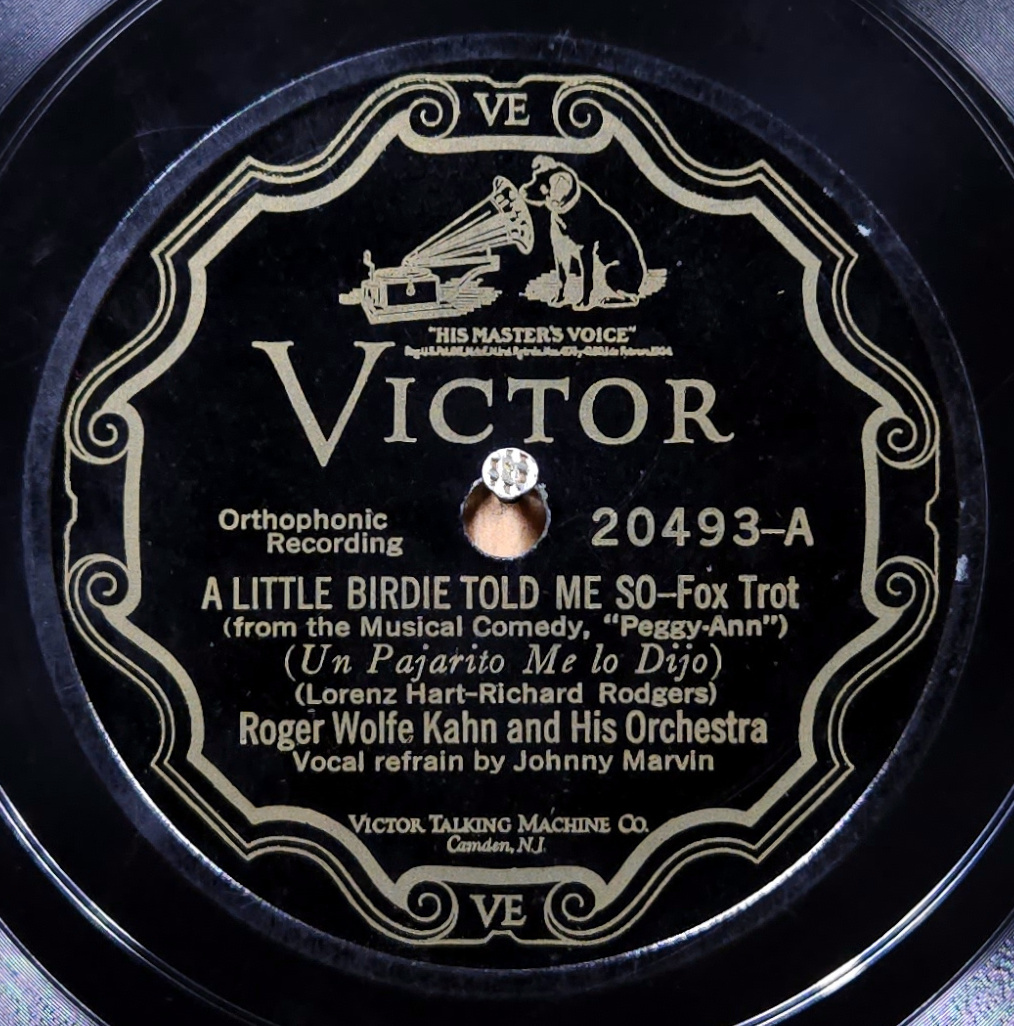 VE
"HIS MASTER'S VOICE"
VICTOR
Orthophonic
Recording
20493-A
A LITTLE BIRDIE TOLD ME SO-Fox Trot
(from the Musical Comedy, "Peggy-Ann")
(Un Pajarito Me lo Dijo)
(Lorenz Hart-Richard Rodgers)
Roger Wolfe Kahn and His Orchestra
Vocal refrain by Johnny Marvin
VICTOR TALKING MACHINE CO.
Camden, N.J.
VE